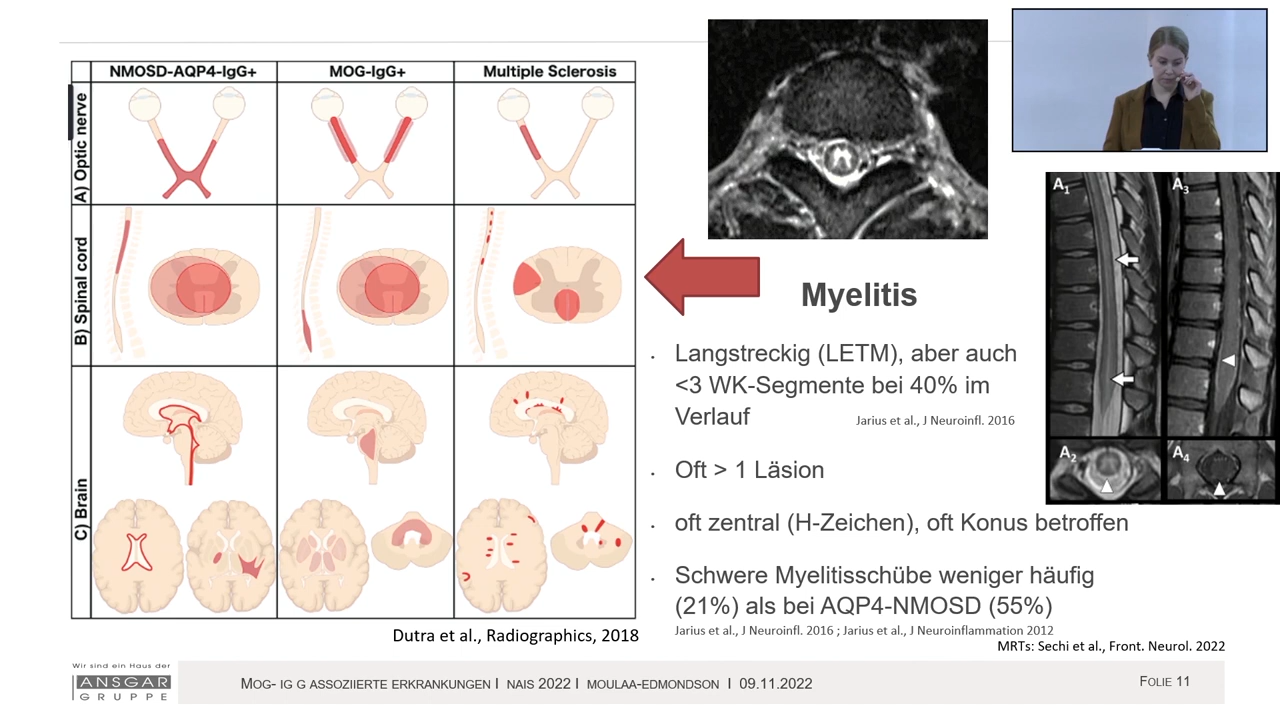 NMOSD-AQP4-IgG+
MOG-IgG+
Multiple Sclerosis
A) Optic nerve
B) Spinal cord
C) Brain
Dutra et al., Radiographics, 2018
Myelitis
Langstreckig (LETM), aber auch
<3 WK-Segmente bei 40% im
Verlauf
Jarius et al., J Neuroinfl. 2016
Oft > 1 Läsion
oft zentral (H-Zeichen), oft Konus betroffen
Schwere Myelitisschübe weniger häufig
(21%) als bei AQP4-NMOSD (55%)
Jarius et al., J Neuroinfl. 2016 ; Jarius et al., J Neuroinflammation 2012
A1
A3
A2
A4
MRTs: Sechi et al., Front. Neurol. 2022
Wir sind ein Haus der
ANSGAR
GRUPPE
MOG- IG G ASSOZIIERTE ERKRANKUNGEN I NAIS 2022 I MOULAA-EDMONDSON I 09.11.2022
FOLIE 11